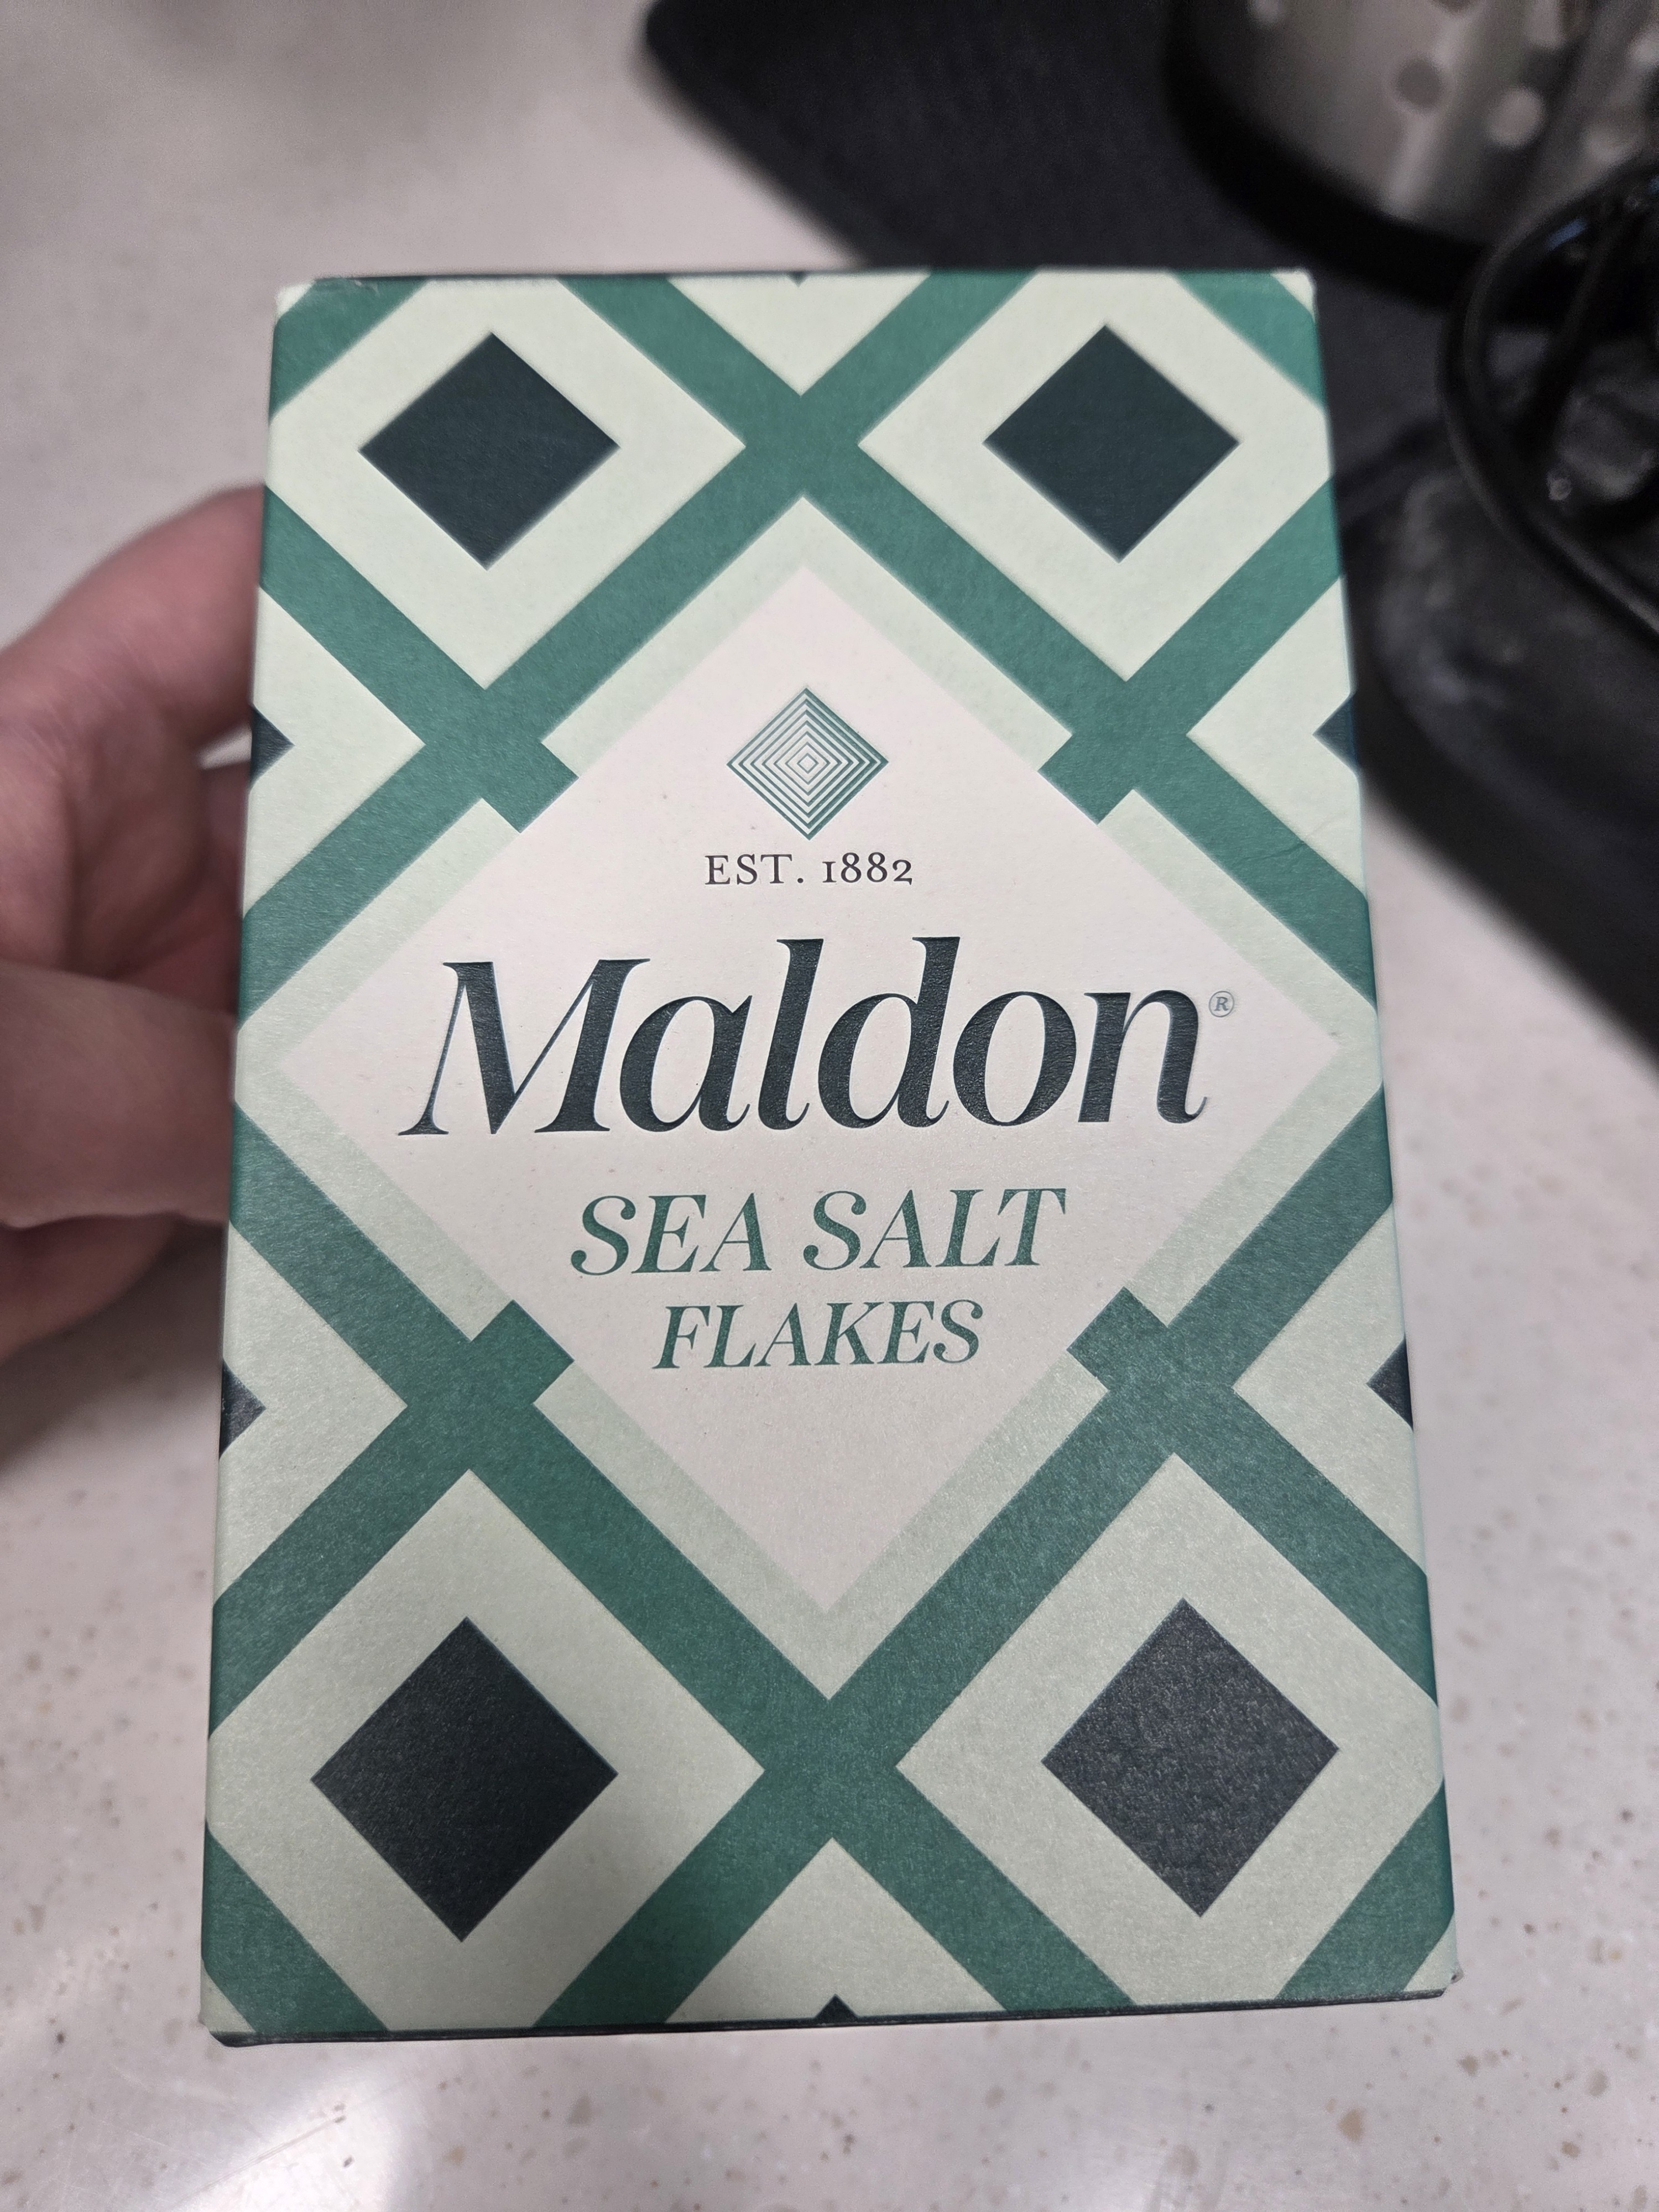 EST. 1882
Maldon®
SEA SALT
FLAKES